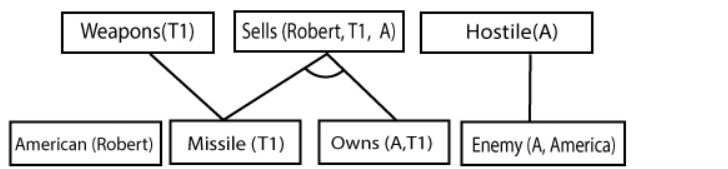 Weapons(T1)
Sells (Robert, T1, A)
Hostile(A)
American (Robert)
Missile (T1)
Owns (A,T1)
Enemy (A, America)